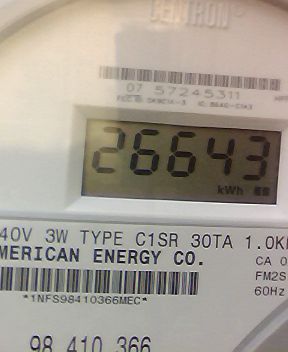 CENTRON
07 57245311
26643
kWh
40V 3W TYPE C1SR 30TA 1.0K
MERICAN ENERGY CO.
CA 0
FM2S
60Hz
*1NFS98410366MEC*
98 410 366